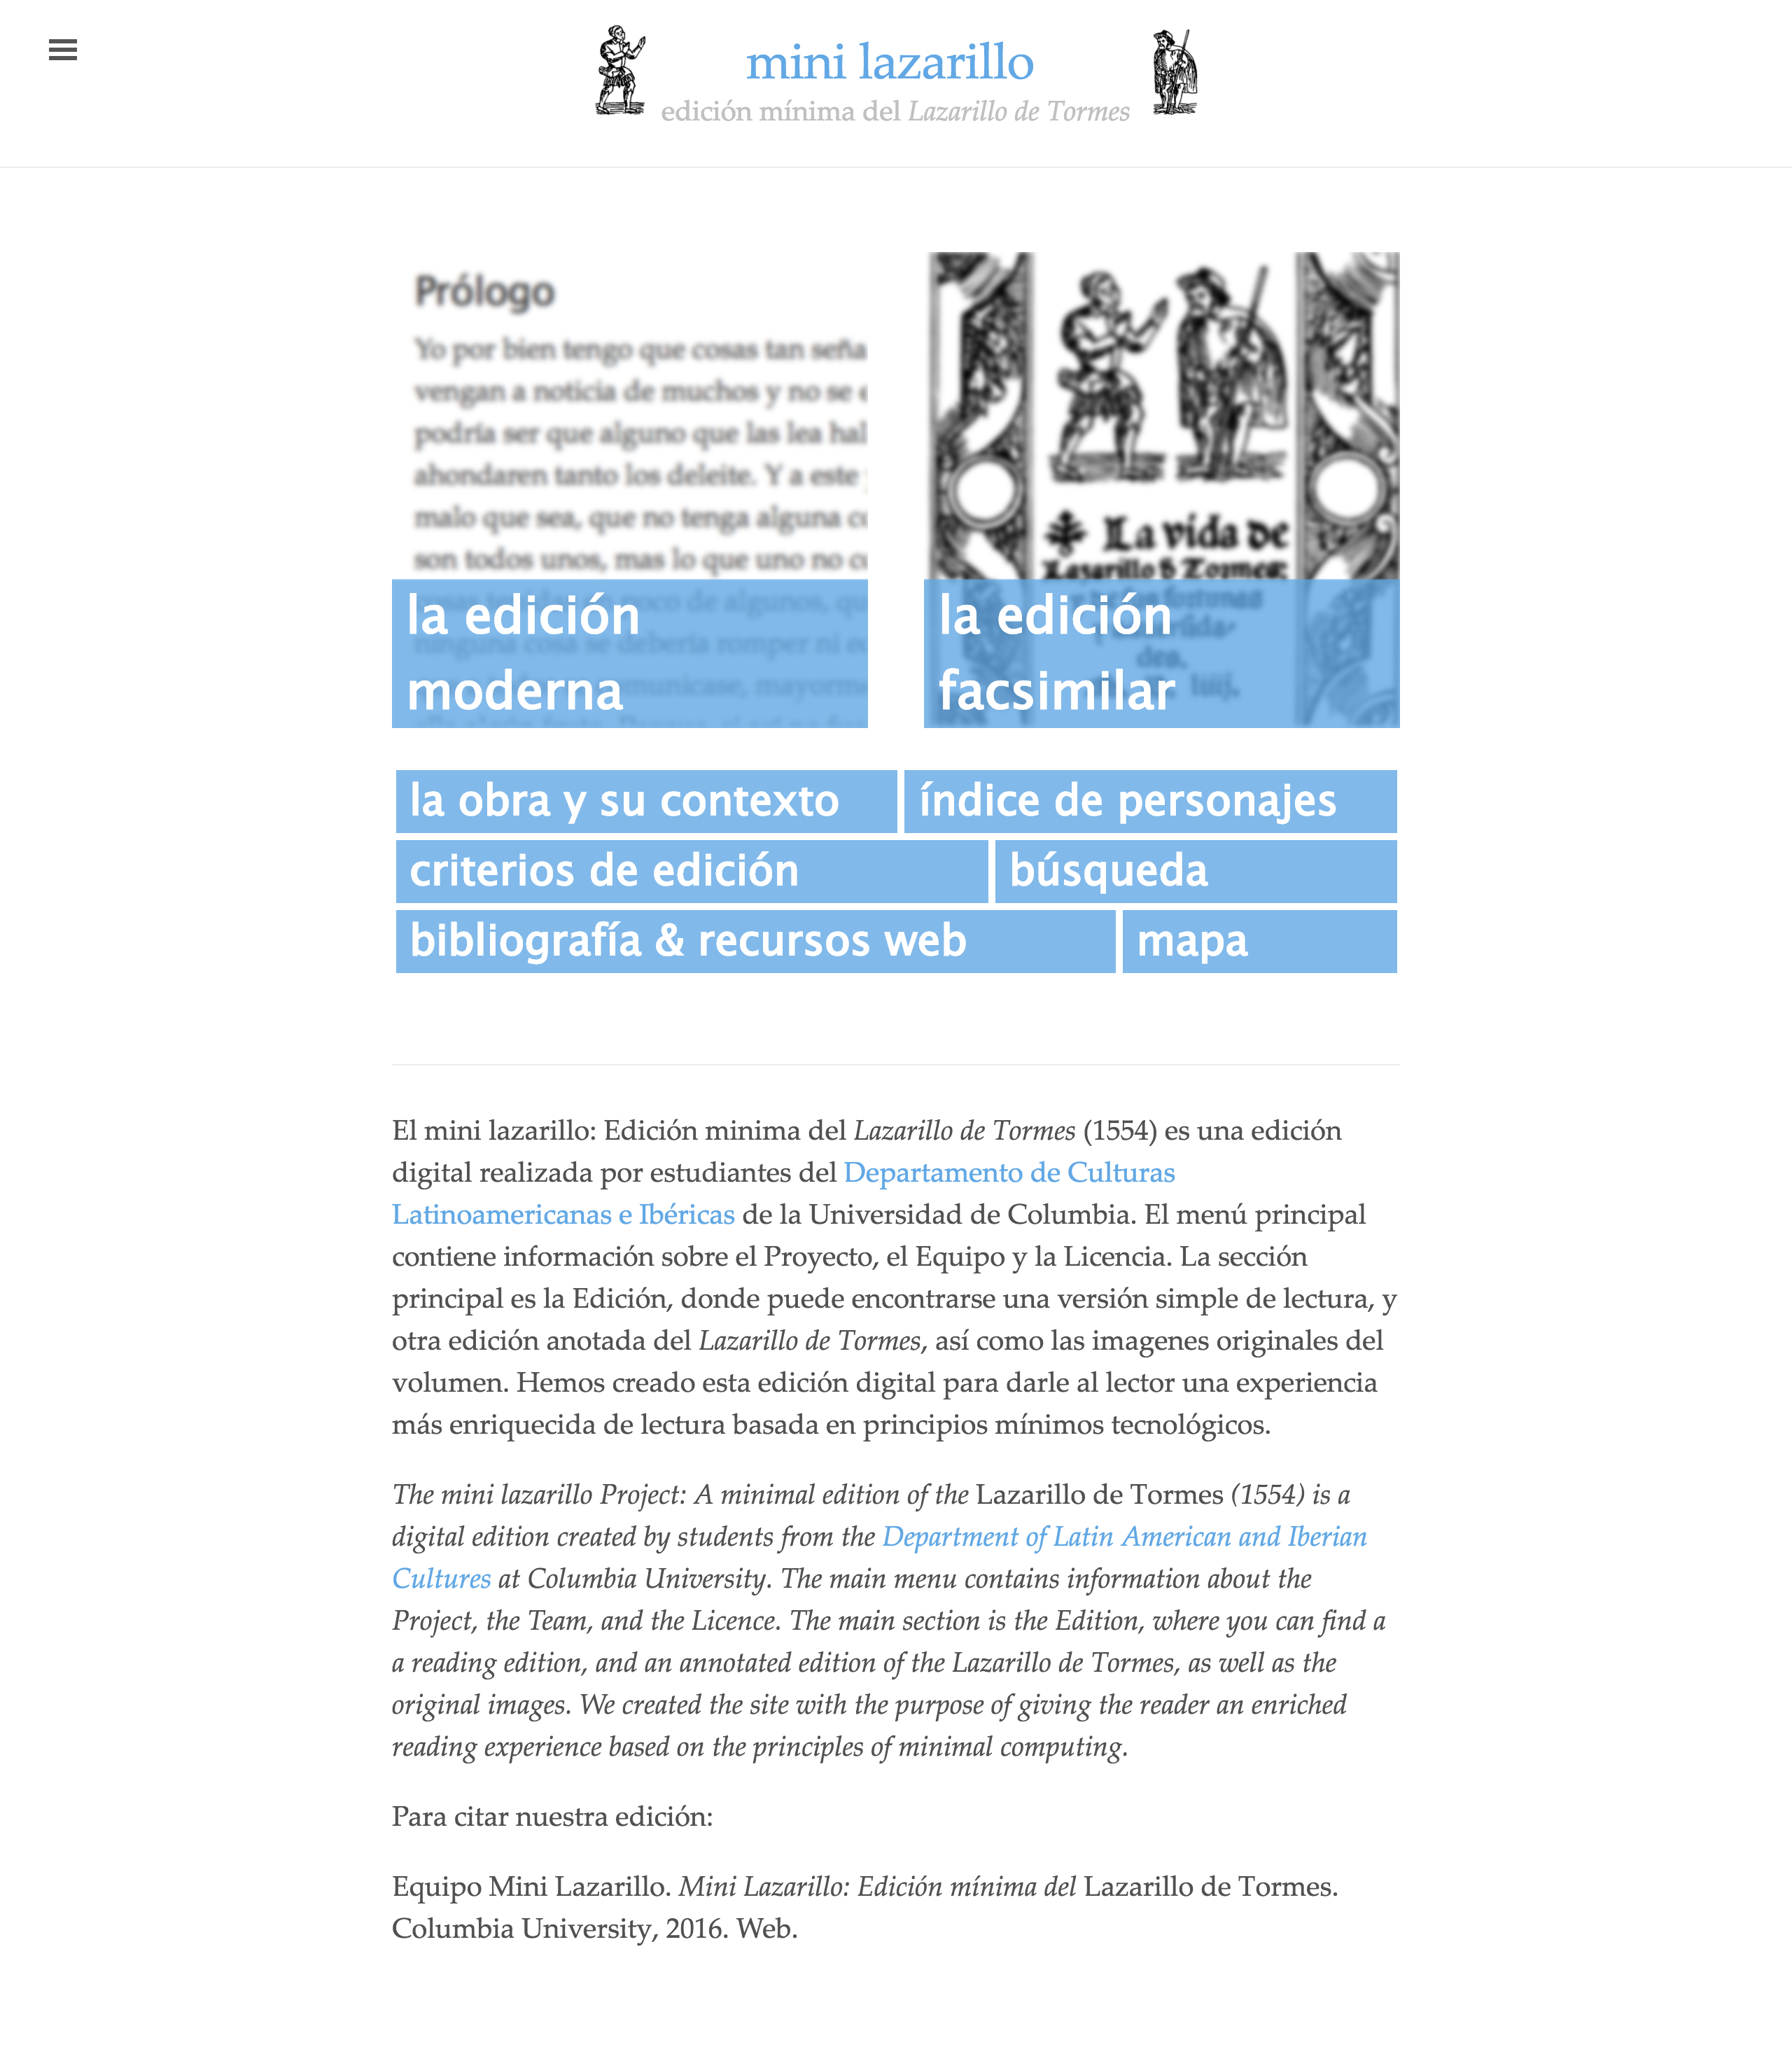 mini lazarillo
edición mínima del Lazarillo de Tormes
Prólogo
Yo por bien tengo que cosas tan seña
vengan a noticia de muchos y no se e
podría ser que alguno que las lea hal
ahondaren tanto los deleite. Y a este
malo que sea, que no tenga alguna co
son todos unos, mas lo que uno no co
poco de algunos, qu
ninguna cosa se debería romper ni ec
mayorme
la edición
moderna
La vida de
Lazarillo d Tormes:
la edición
facsimilar
la obra y su contexto
índice de personajes
criterios de edición
búsqueda
bibliografía & recursos web
mapa
El mini lazarillo: Edición minima del Lazarillo de Tormes (1554) es una edición
digital realizada por estudiantes del Departamento de Culturas
Latinoamericanas e Ibéricas de la Universidad de Columbia. El menú principal
contiene información sobre el Proyecto, el Equipo y la Licencia. La sección
principal es la Edición, donde puede encontrarse una versión simple de lectura, y
otra edición anotada del Lazarillo de Tormes, así como las imagenes originales del
volumen. Hemos creado esta edición digital para darle al lector una experiencia
más enriquecida de lectura basada en principios mínimos tecnológicos.
The mini lazarillo Project: A minimal edition of the Lazarillo de Tormes (1554) is a
digital edition created by students from the Department of Latin American and Iberian
Cultures at Columbia University. The main menu contains information about the
Project, the Team, and the Licence. The main section is the Edition, where you can find a
a reading edition, and an annotated edition of the Lazarillo de Tormes, as well as the
original images. We created the site with the purpose of giving the reader an enriched
reading experience based on the principles of minimal computing.
Para citar nuestra edición:
Equipo Mini Lazarillo. Mini Lazarillo: Edición mínima del Lazarillo de Tormes.
Columbia University, 2016. Web.